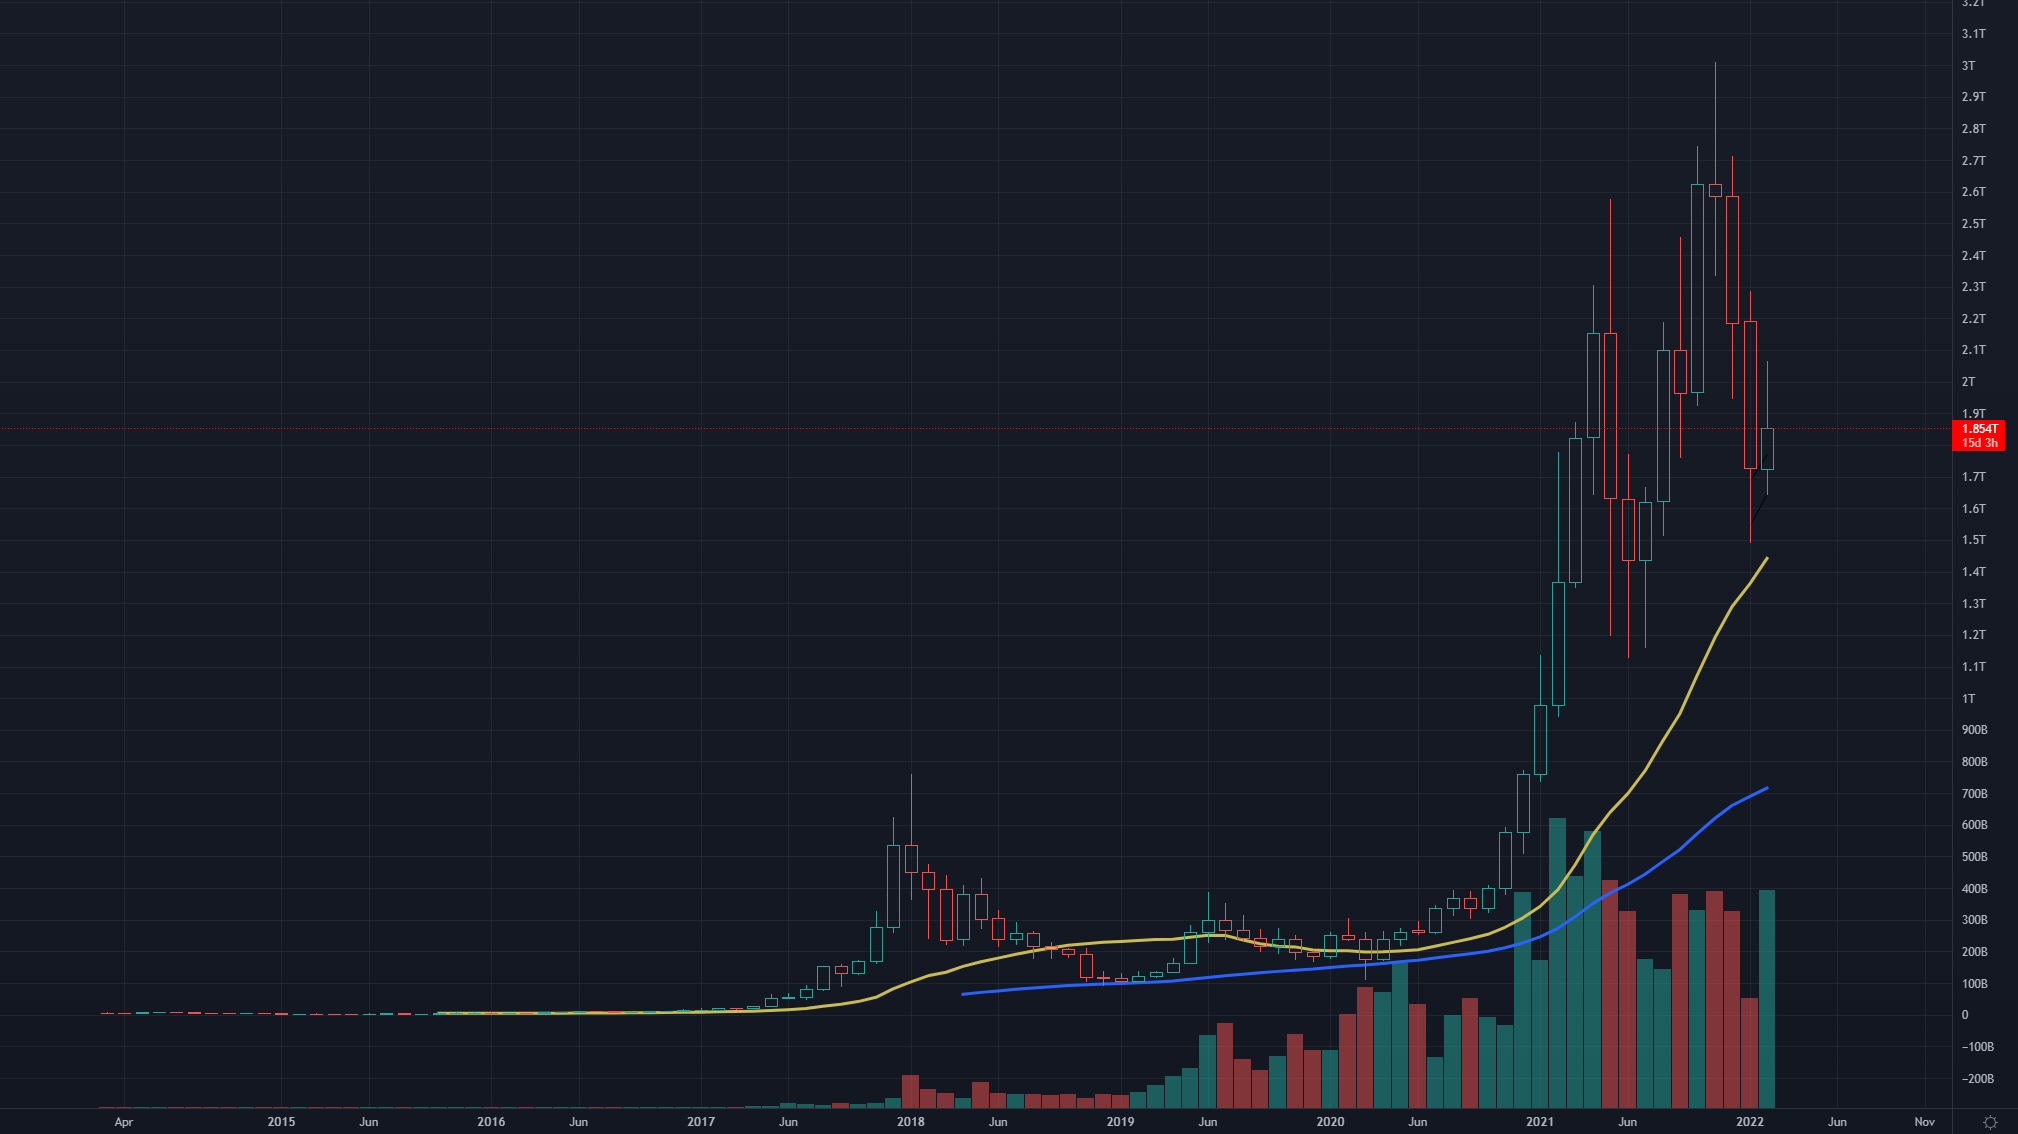 3.2T
3.1T
3T
2.9T
2.8T
2.7T
2.6T
2.5T
2.4T
2.3T
2.2T
2.1T
2T
1.9T
1.854T
15d 3h
1.7T
1.6T
1.5T
1.4T
1.3T
1.2T
1.1T
1T
900B
800B
700B
600B
500B
400B
300B
200B
100B
0
−100B
−200B
Apr 2015 Jun 2016 Jun 2017 Jun 2018 Jun 2019 Jun 2020 Jun 2021 Jun 2022 Jun Nov